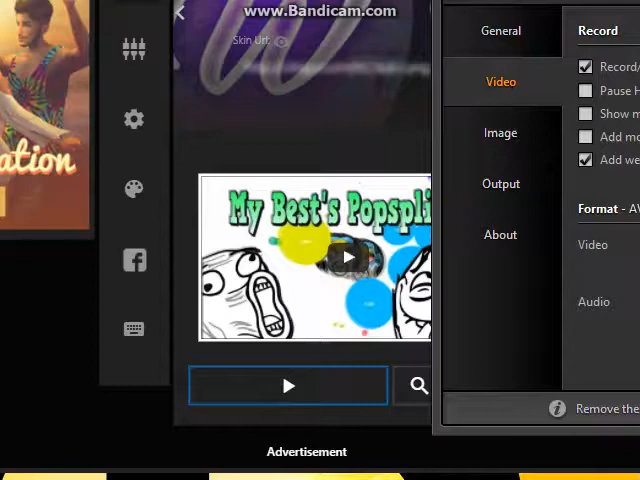 www.Bandicam.com
Skin Url:
ation
My Best's Popspli
Advertisement
General
Video
Image
Output
About
Record
Record/
Pause H
Show m
Add mo
Add we
Format - AV
Video
Audio
Remove the